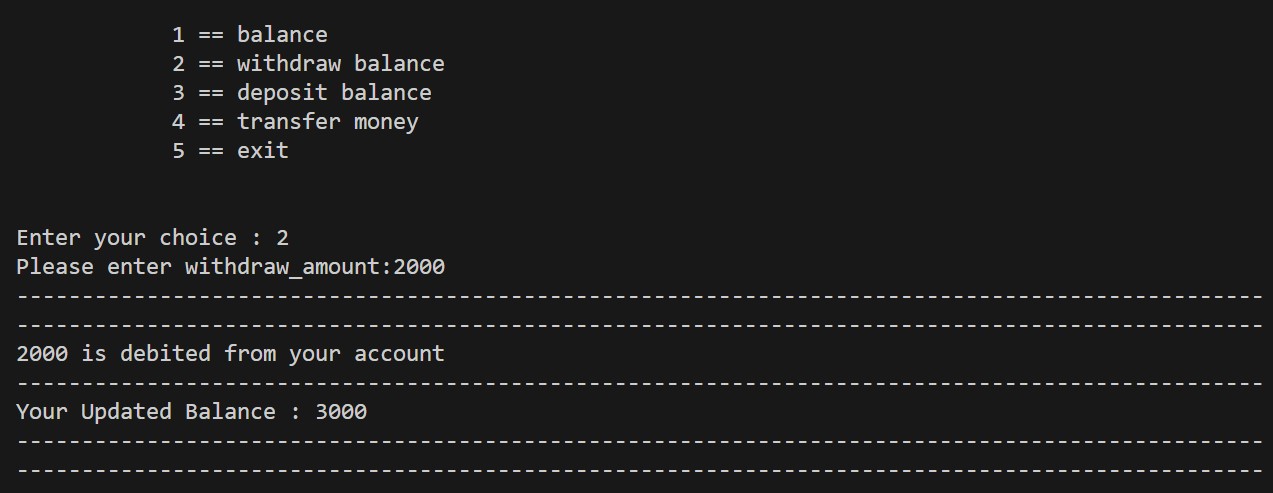 1 == balance
2 == withdraw balance
3 == deposit balance
4 == transfer money
5 == exit
Enter your choice : 2
Please enter withdraw_amount:2000
------------------------------------------------------------------------------------------------
------------------------------------------------------------------------------------------------
2000 is debited from your account
------------------------------------------------------------------------------------------------
Your Updated Balance : 3000
------------------------------------------------------------------------------------------------
------------------------------------------------------------------------------------------------